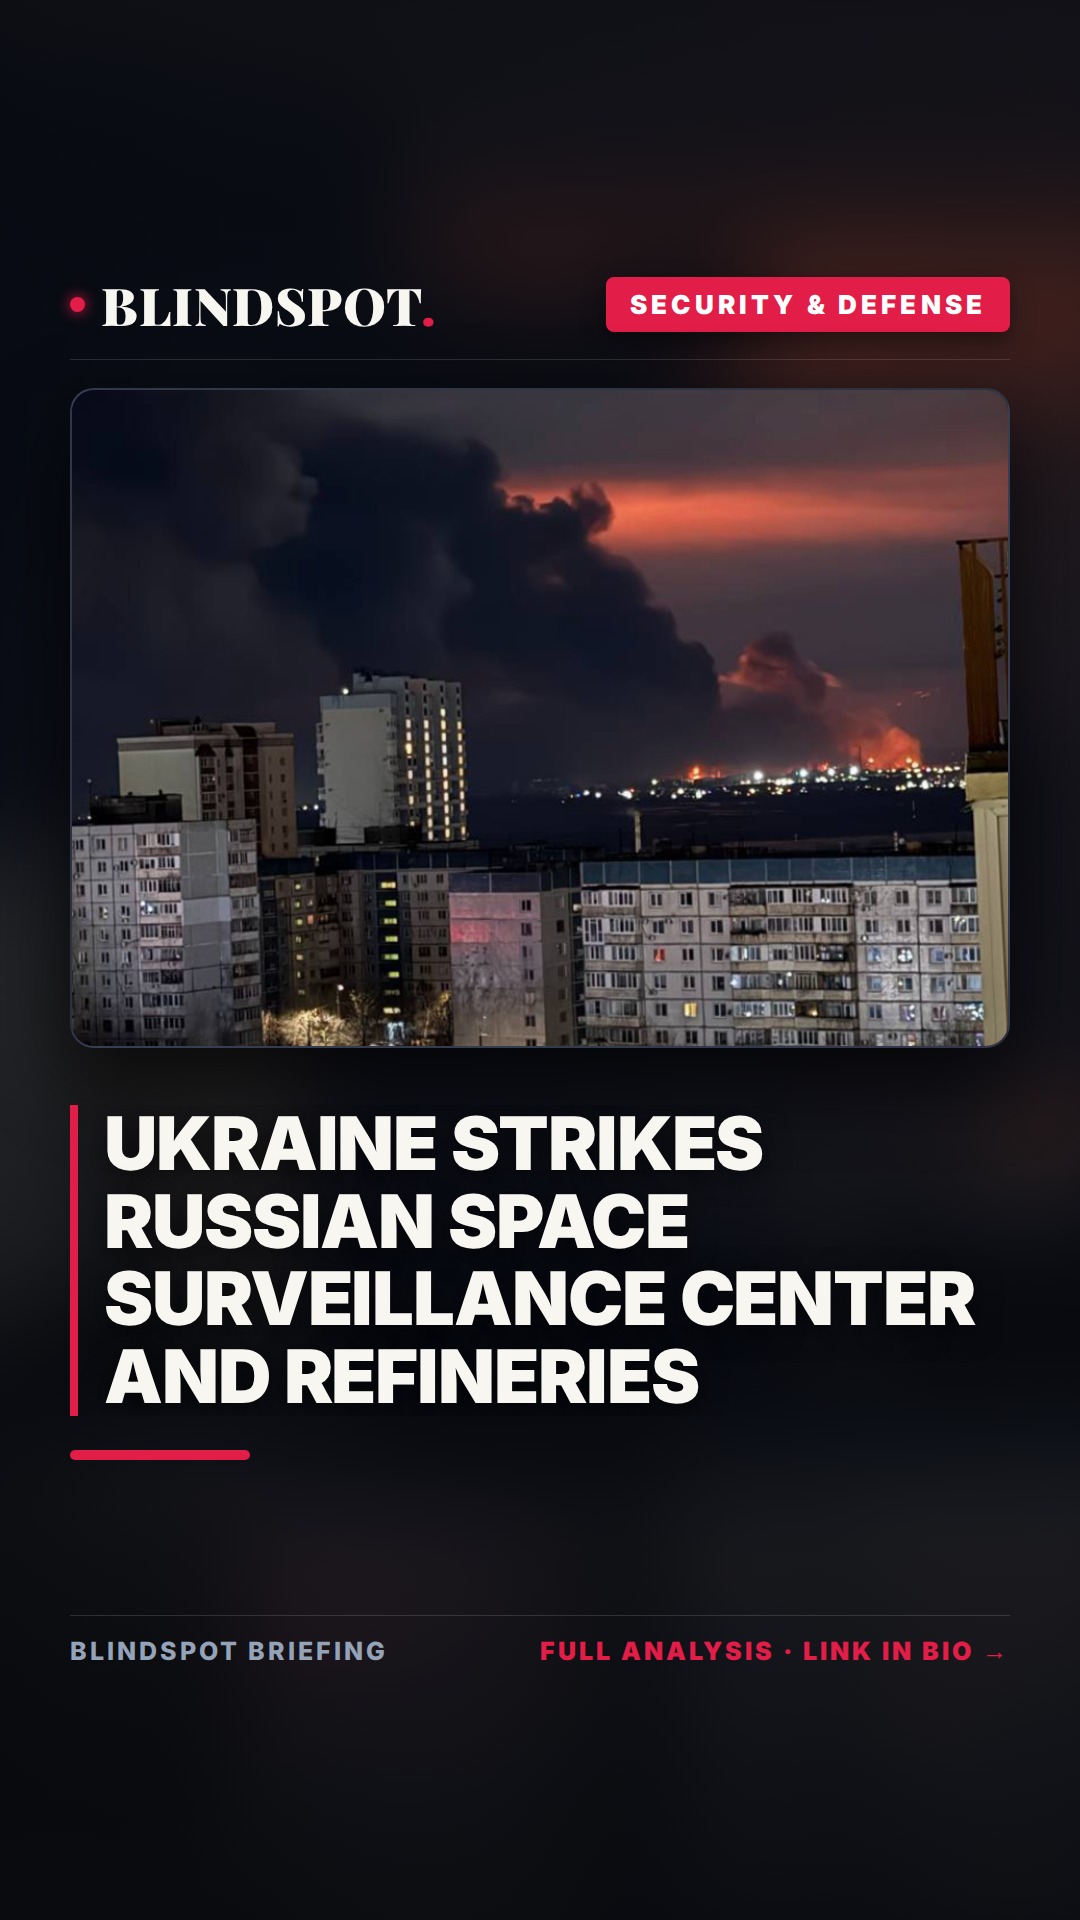 BLINDSPOT.
SECURITY & DEFENSE
UKRAINE STRIKES
RUSSIAN SPACE
SURVEILLANCE CENTER
AND REFINERIES
BLINDSPOT BRIEFING
FULL ANALYSIS · LINK IN BIO →